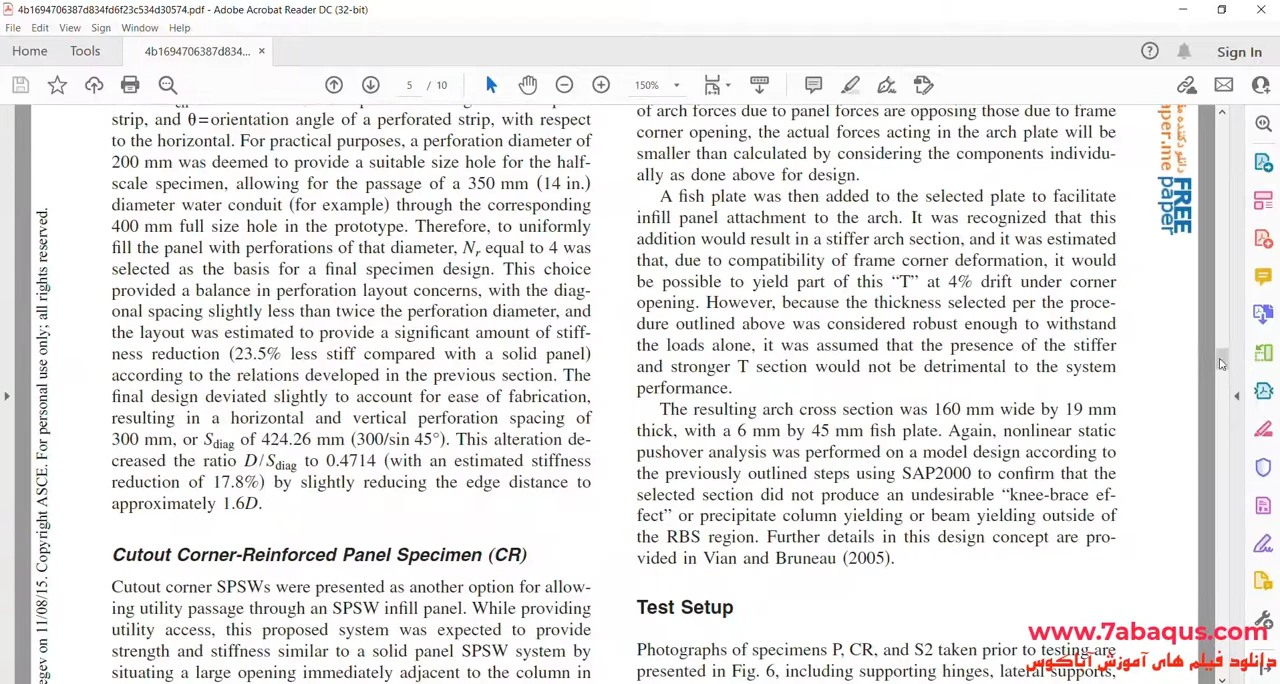 4b1694706387d834fd6f23c534d30574.pdf - Adobe Acrobat Reader DC (32-bit)
File Edit View Sign Window Help
Home Tools 4b1694706387d834... × Sign In
5 / 10 150%
strip, and θ=orientation angle of a perforated strip, with respect
to the horizontal. For practical purposes, a perforation diameter of
200 mm was deemed to provide a suitable size hole for the half-
scale specimen, allowing for the passage of a 350 mm (14 in.)
diameter water conduit (for example) through the corresponding
400 mm full size hole in the prototype. Therefore, to uniformly
fill the panel with perforations of that diameter, Nr equal to 4 was
selected as the basis for a final specimen design. This choice
provided a balance in perforation layout concerns, with the diag-
onal spacing slightly less than twice the perforation diameter, and
the layout was estimated to provide a significant amount of stiff-
ness reduction (23.5% less stiff compared with a solid panel)
according to the relations developed in the previous section. The
final design deviated slightly to account for ease of fabrication,
resulting in a horizontal and vertical perforation spacing of
300 mm, or Sdiag of 424.26 mm (300/sin 45°). This alteration de-
creased the ratio D/Sdiag to 0.4714 (with an estimated stiffness
reduction of 17.8%) by slightly reducing the edge distance to
approximately 1.6D.
Cutout Corner-Reinforced Panel Specimen (CR)
Cutout corner SPSWs were presented as another option for allow-
ing utility passage through an SPSW infill panel. While providing
utility access, this proposed system was expected to provide
strength and stiffness similar to a solid panel SPSW system by
situating a large opening immediately adjacent to the column in
of arch forces due to panel forces are opposing those due to frame
corner opening, the actual forces acting in the arch plate will be
smaller than calculated by considering the components individu-
ally as done above for design.
A fish plate was then added to the selected plate to facilitate
infill panel attachment to the arch. It was recognized that this
addition would result in a stiffer arch section, and it was estimated
that, due to compatibility of frame corner deformation, it would
be possible to yield part of this “T” at 4% drift under corner
opening. However, because the thickness selected per the proce-
dure outlined above was considered robust enough to withstand
the loads alone, it was assumed that the presence of the stiffer
and stronger T section would not be detrimental to the system
performance.
The resulting arch cross section was 160 mm wide by 19 mm
thick, with a 6 mm by 45 mm fish plate. Again, nonlinear static
pushover analysis was performed on a model design according to
the previously outlined steps using SAP2000 to confirm that the
selected section did not produce an undesirable “knee-brace ef-
fect” or precipitate column yielding or beam yielding outside of
the RBS region. Further details in this design concept are pro-
vided in Vian and Bruneau (2005).
Test Setup
Photographs of specimens P, CR, and S2 taken prior to testing are
presented in Fig. 6, including supporting hinges, lateral supports,
gev on 11/08/15. Copyright ASCE. For personal use only; all rights reserved.
FREE
paper
www.7abaqus.com
دانلود فیلم های آموزش آباکوس